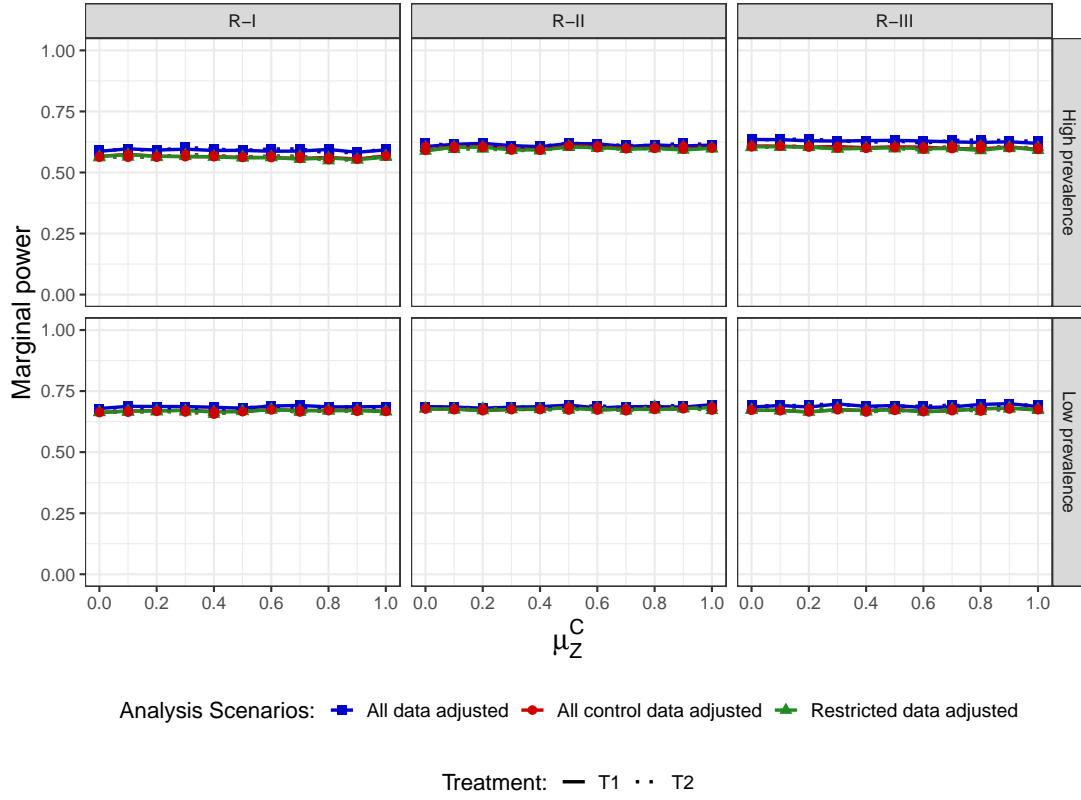 R−I R−II R−III
Marginal power
1.00
0.75
0.50
0.25
0.00
High prevalence
1.00
0.75
0.50
0.25
0.00
Low prevalence
0.0 0.2 0.4 0.6 0.8 1.0 0.0 0.2 0.4 0.6 0.8 1.0 0.0 0.2 0.4 0.6 0.8 1.0
μ_Z^C
Analysis Scenarios: All data adjusted All control data adjusted Restricted data adjusted
Treatment: T1 T2